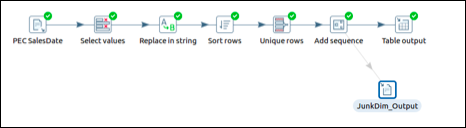 PEC SalesDate
Select values
Replace in string
Sort rows
Unique rows
Add sequence
Table output
JunkDim_Output